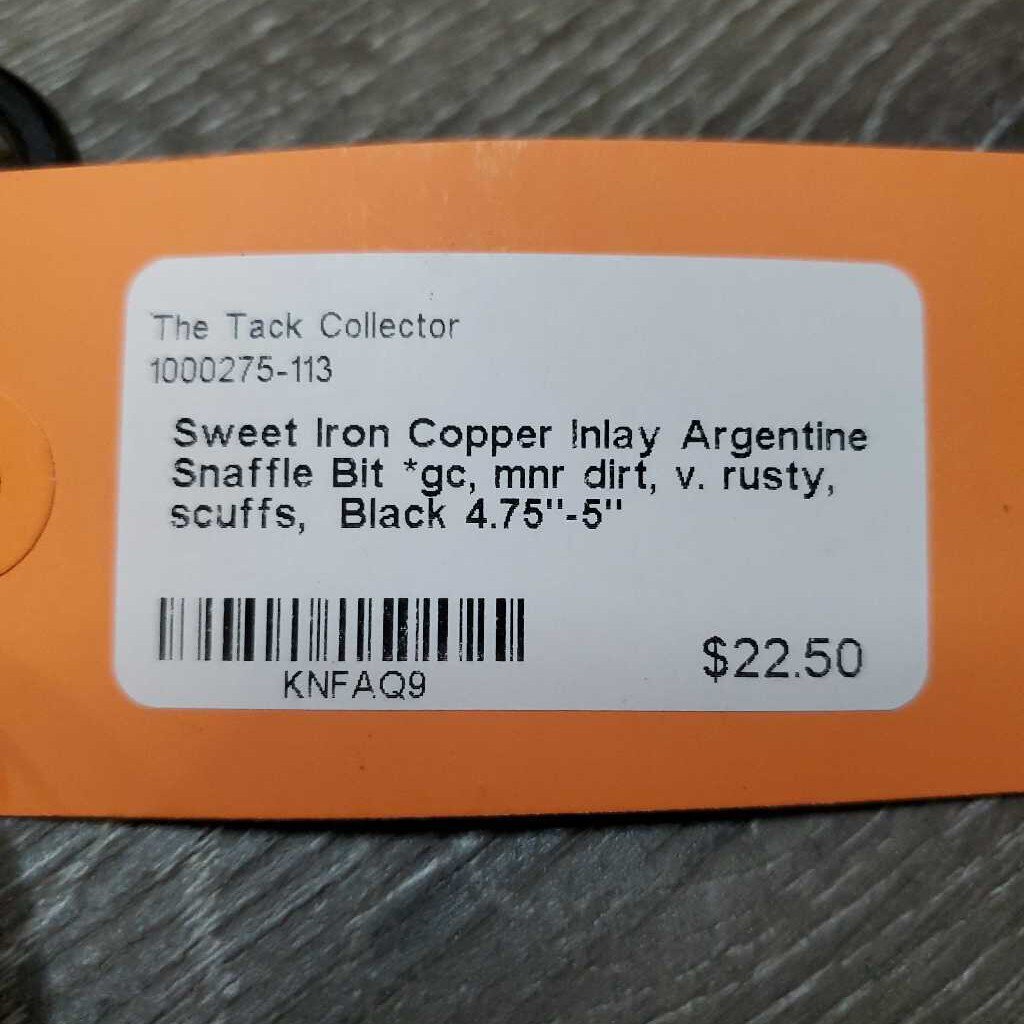 The Tack Collector
1000275-113
Sweet Iron Copper Inlay Argentine
Snaffle Bit *gc, mnr dirt, v. rusty,
scuffs, Black 4.75"-5"
KNFAQ9
$22.50